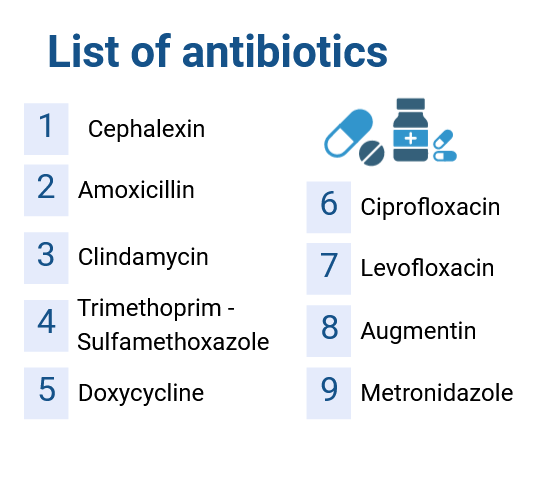 List of antibiotics
1 Cephalexin
2 Amoxicillin
3 Clindamycin
4 Trimethoprim -
Sulfamethoxazole
5 Doxycycline
6 Ciprofloxacin
7 Levofloxacin
8 Augmentin
9 Metronidazole